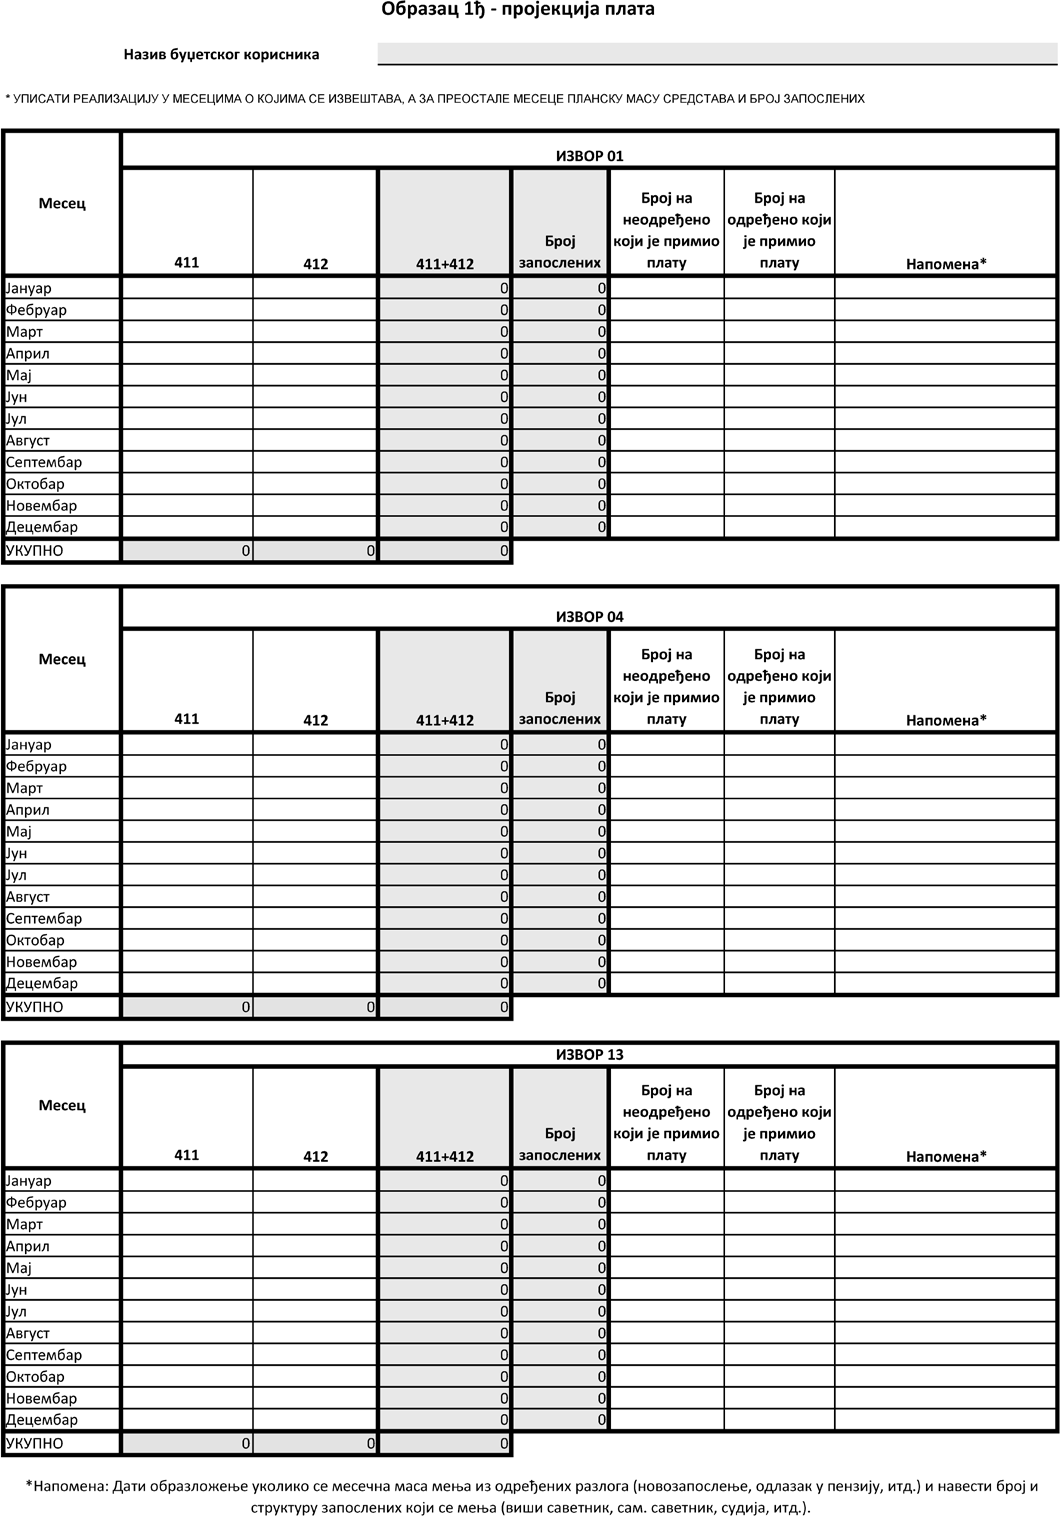 Образац 1ђ - пројекција плата
Назив буџетског корисника
* УПИСАТИ РЕАЛИЗАЦИЈУ У МЕСЕЦИМА О КОЈИМА СЕ ИЗВЕШТАВА, А ЗА ПРЕОСТАЛЕ МЕСЕЦЕ ПЛАНСКУ МАСУ СРЕДСТАВА И БРОЈ ЗАПОСЛЕНИХ
Месец
ИЗВОР 01
411
412
411+412
Број
запослених
Број на
неодређено
који је примио
плату
Број на
одређено који
је примио
плату
Напомена*
Јануар 0 0
Фебруар 0 0
Март 0 0
Април 0 0
Мај 0 0
Јун 0 0
Јул 0 0
Август 0 0
Септембар 0 0
Октобар 0 0
Новембар 0 0
Децембар 0 0
УКУПНО 0 0 0
Месец
ИЗВОР 04
411
412
411+412
Број
запослених
Број на
неодређено
који је примио
плату
Број на
одређено који
је примио
плату
Напомена*
Јануар 0 0
Фебруар 0 0
Март 0 0
Април 0 0
Мај 0 0
Јун 0 0
Јул 0 0
Август 0 0
Септембар 0 0
Октобар 0 0
Новембар 0 0
Децембар 0 0
УКУПНО 0 0 0
Месец
ИЗВОР 13
411
412
411+412
Број
запослених
Број на
неодређено
који је примио
плату
Број на
одређено који
је примио
плату
Напомена*
Јануар 0 0
Фебруар 0 0
Март 0 0
Април 0 0
Мај 0 0
Јун 0 0
Јул 0 0
Август 0 0
Септембар 0 0
Октобар 0 0
Новембар 0 0
Децембар 0 0
УКУПНО 0 0 0
*Напомена: Дати образложење уколико се месечна маса мења из одређених разлога (новозапослење, одлазак у пензију, итд.) и навести број и
структуру запослених који се мења (виши саветник, сам. саветник, судија, итд.).